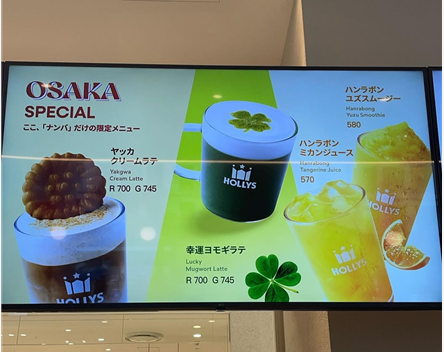 OSAKA
SPECIAL
ここ、「ナンバ」だけの限定メニュー
ヤッカ
クリームラテ
Yakgwa
Cream Latte
R 700 G 745
HOLLYS
HOLLYS
幸運ヨモギラテ
Lucky
Mugwort Latte
R 700 G 745
ハンラボン
ユズスムージー
Hanrabong
Yuzu Smoothie
580
ハンラボン
ミカンジュース
Hanrabong
Tangerine Juice
570
HOLLYS
HOLLYS